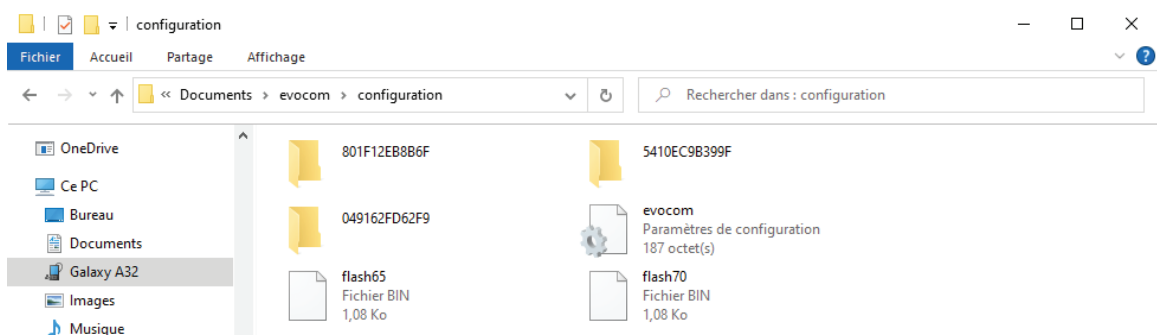 configuration
Fichier Accueil Partage Affichage
« Documents › evocom › configuration
Rechercher dans : configuration
OneDrive
Ce PC
Bureau
Documents
Galaxy A32
Images
Musique
801F12EB8B6F
5410EC9B399F
049162FD62F9
evocom
Paramètres de configuration
187 octet(s)
flash65
Fichier BIN
1,08 Ko
flash70
Fichier BIN
1,08 Ko